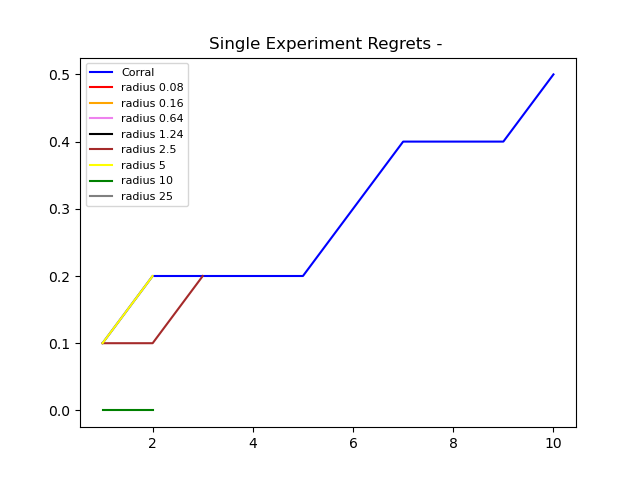 Single Experiment Regrets -
0.5
0.4
0.3
0.2
0.1
0.0
Corral
radius 0.08
radius 0.16
radius 0.64
radius 1.24
radius 2.5
radius 5
radius 10
radius 25
2
4
6
8
10